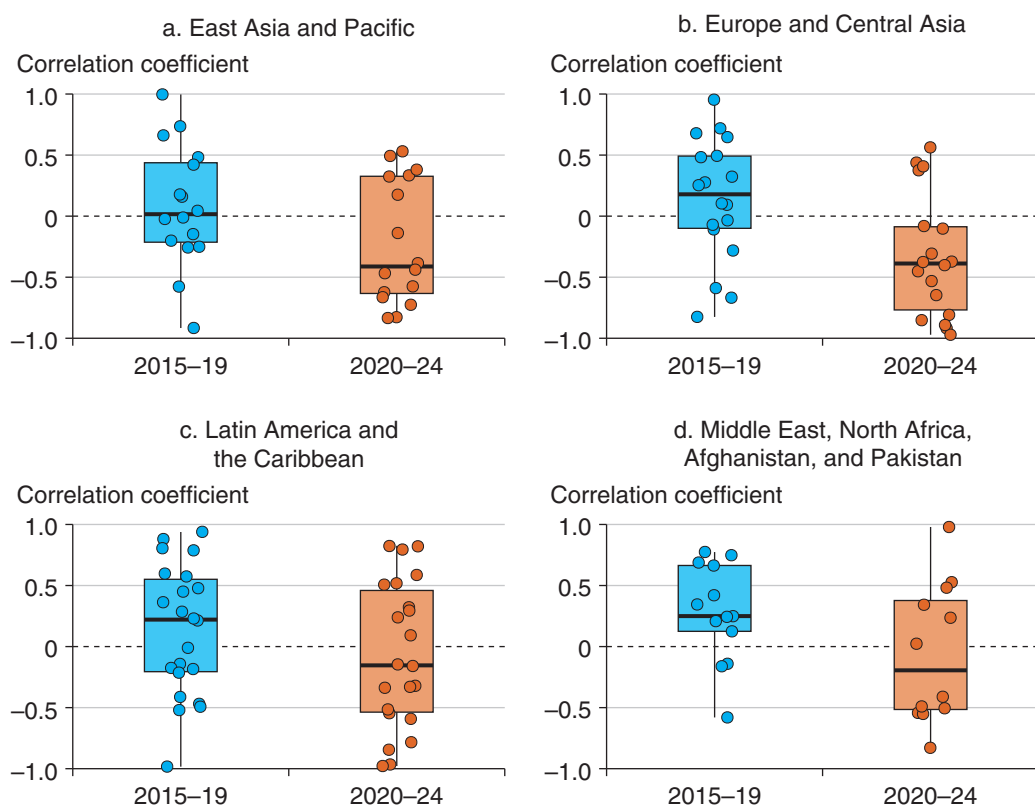 a. East Asia and Pacific
Correlation coefficient
1.0
0.5
0
−0.5
−1.0
2015–19
2020–24
b. Europe and Central Asia
Correlation coefficient
1.0
0.5
0
−0.5
−1.0
2015–19
2020–24
c. Latin America and
the Caribbean
Correlation coefficient
1.0
0.5
0
−0.5
−1.0
2015–19
2020–24
d. Middle East, North Africa,
Afghanistan, and Pakistan
Correlation coefficient
1.0
0.5
0
−0.5
−1.0
2015–19
2020–24